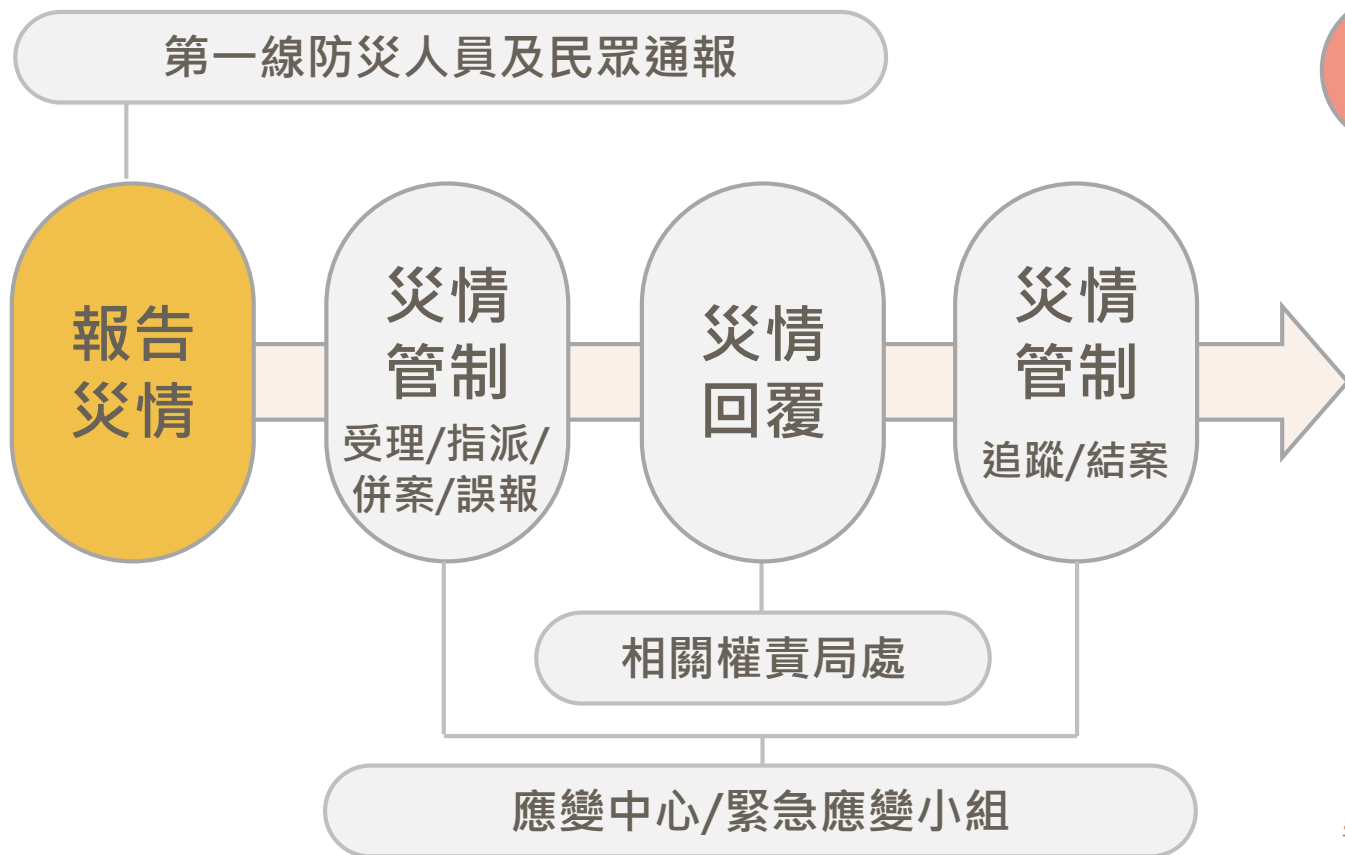 第一線防災人員及民眾通報
報告
災情
災情
管制
受理/指派/
併案/誤報
災情
回覆
災情
管制
追蹤/結案
相關權責局處
應變中心/緊急應變小組